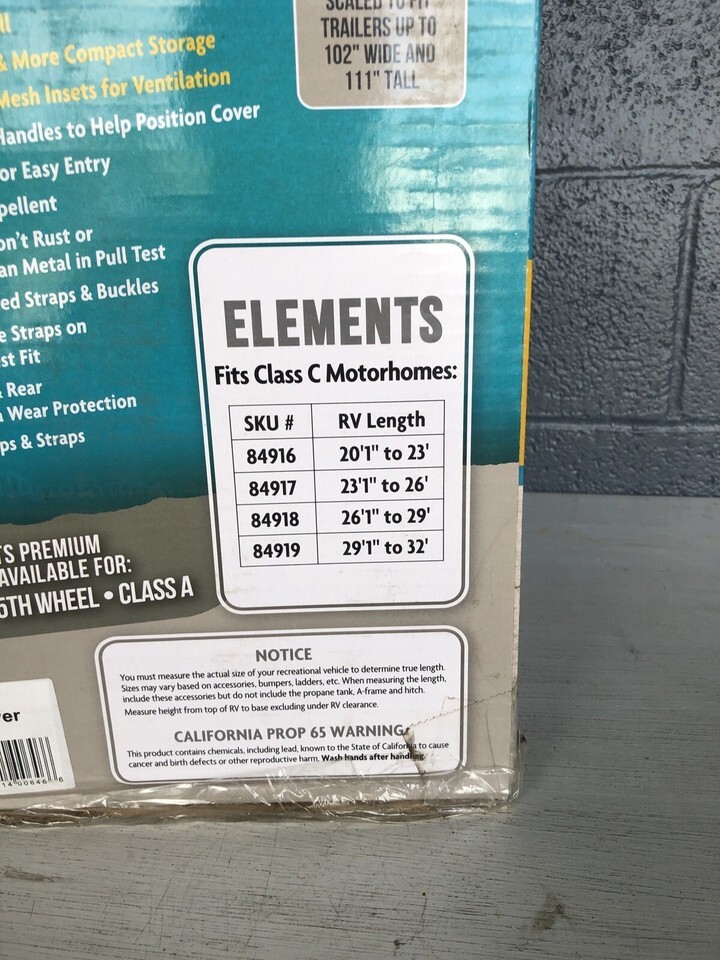 SCALED TO FIT
TRAILERS UP TO
102" WIDE AND
111" TALL
& More Compact Storage
Mesh Insets for Ventilation
Handles to Help Position Cover
or Easy Entry
pellent
on't Rust or
an Metal in Pull Test
ed Straps & Buckles
e Straps on
st Fit
& Rear
Wear Protection
ps & Straps
ELEMENTS
Fits Class C Motorhomes:
SKU # RV Length
84916 20'1" to 23'
84917 23'1" to 26'
84918 26'1" to 29'
84919 29'1" to 32'
TS PREMIUM
AVAILABLE FOR:
5TH WHEEL • CLASS A
NOTICE
You must measure the actual size of your recreational vehicle to determine true length.
Sizes may vary based on accessories, bumpers, ladders, etc. When measuring the length,
include these accessories but do not include the propane tank, A-frame and hitch.
Measure height from top of RV to base excluding under RV clearance.
CALIFORNIA PROP 65 WARNING
This product contains chemicals, including lead, known to the State of California to cause
cancer and birth defects or other reproductive harm. Wash hands after handling.
er